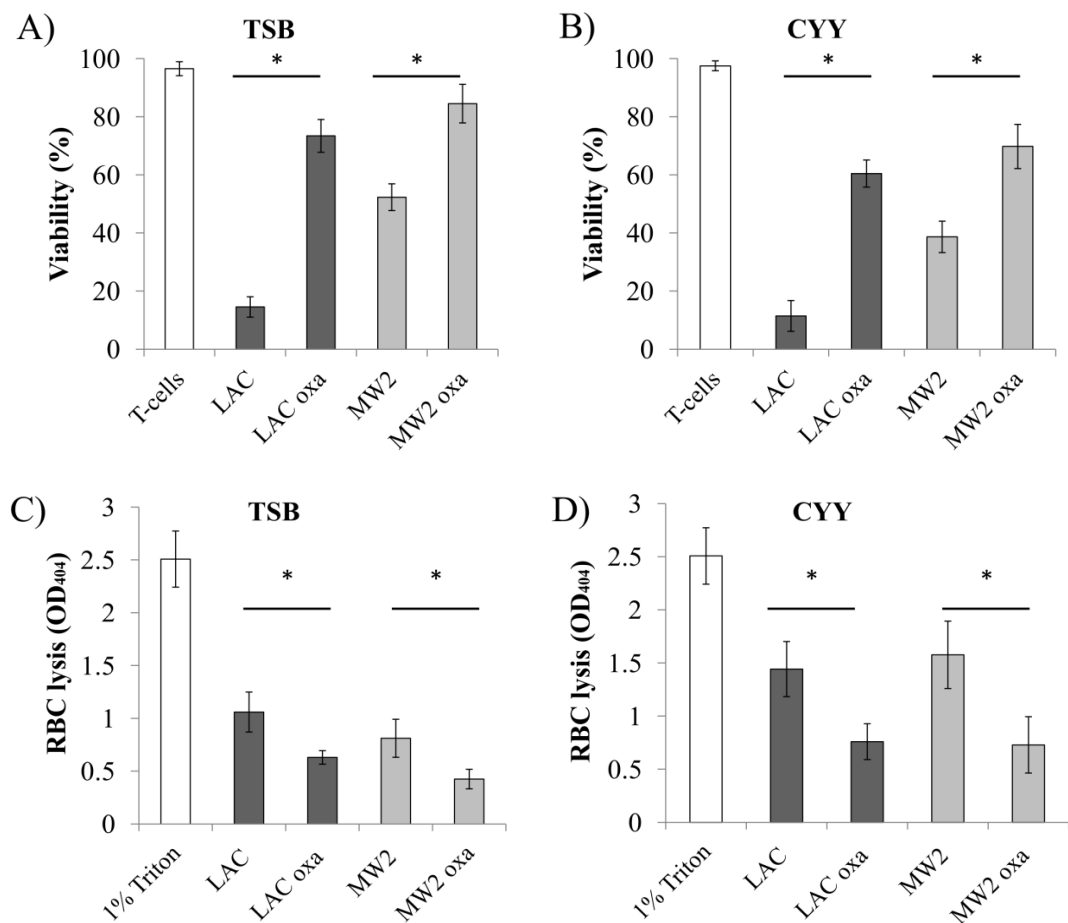 A)
TSB
*
*
Viability (%)
100
80
60
40
20
0
T-cells
LAC
LAC oxa
MW2
MW2 oxa
B)
CYY
*
*
Viability (%)
100
80
60
40
20
0
T-cells
LAC
LAC oxa
MW2
MW2 oxa
C)
TSB
*
*
RBC lysis (OD₄₀₄)
3
2.5
2
1.5
1
0.5
0
1% Triton
LAC
LAC oxa
MW2
MW2 oxa
D)
CYY
*
*
RBC lysis (OD₄₀₄)
3
2.5
2
1.5
1
0.5
0
1% Triton
LAC
LAC oxa
MW2
MW2 oxa